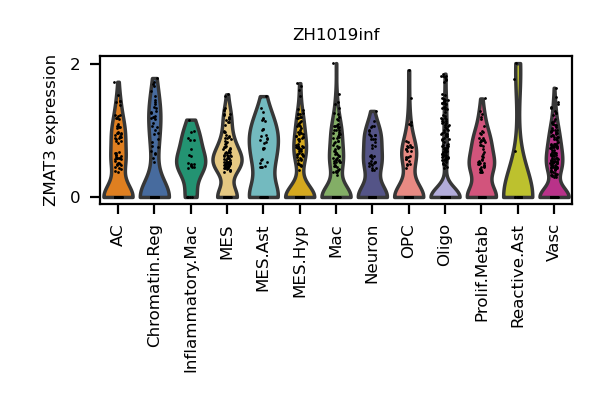 ZH1019inf
ZMAT3 expression
2
0
AC
Chromatin.Reg
Inflammatory.Mac
MES
MES.Ast
MES.Hyp
Mac
Neuron
OPC
Oligo
Prolif.Metab
Reactive.Ast
Vasc